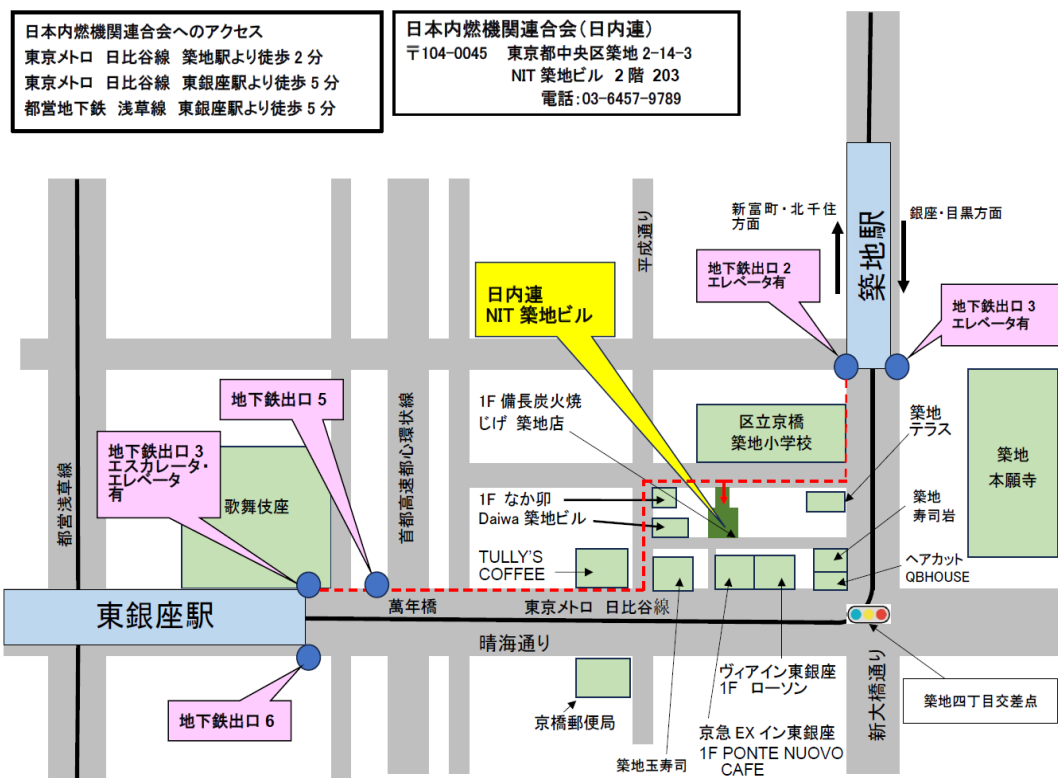 日本内燃機関連合会へのアクセス
東京メトロ 日比谷線 築地駅より徒歩 2 分
東京メトロ 日比谷線 東銀座駅より徒歩 5 分
都営地下鉄 浅草線 東銀座駅より徒歩 5 分
日本内燃機関連合会(日内連)
〒104-0045 東京都中央区築地 2-14-3
NIT 築地ビル 2 階 203
電話:03-6457-9789
新富町・北千住
方面
銀座・目黒方面
築地駅
平成通り
地下鉄出口 2
エレベータ有
地下鉄出口 3
エレベータ有
日内連
NIT 築地ビル
地下鉄出口 5
地下鉄出口 3
エスカレータ・
エレベータ
有
都営浅草線
歌舞伎座
首都高速都心環状線
1F 備長炭火焼
じげ 築地店
区立京橋
築地小学校
築地
テラス
築地
本願寺
1F なか卯
Daiwa 築地ビル
築地
寿司岩
TULLY'S
COFFEE
ヘアカット
QBHOUSE
東銀座駅
萬年橋
東京メトロ 日比谷線
晴海通り
地下鉄出口 6
京橋郵便局
築地玉寿司
ヴィアイン東銀座
1F ローソン
京急 EX イン東銀座
1F PONTE NUOVO
CAFE
新大橋通り
築地四丁目交差点